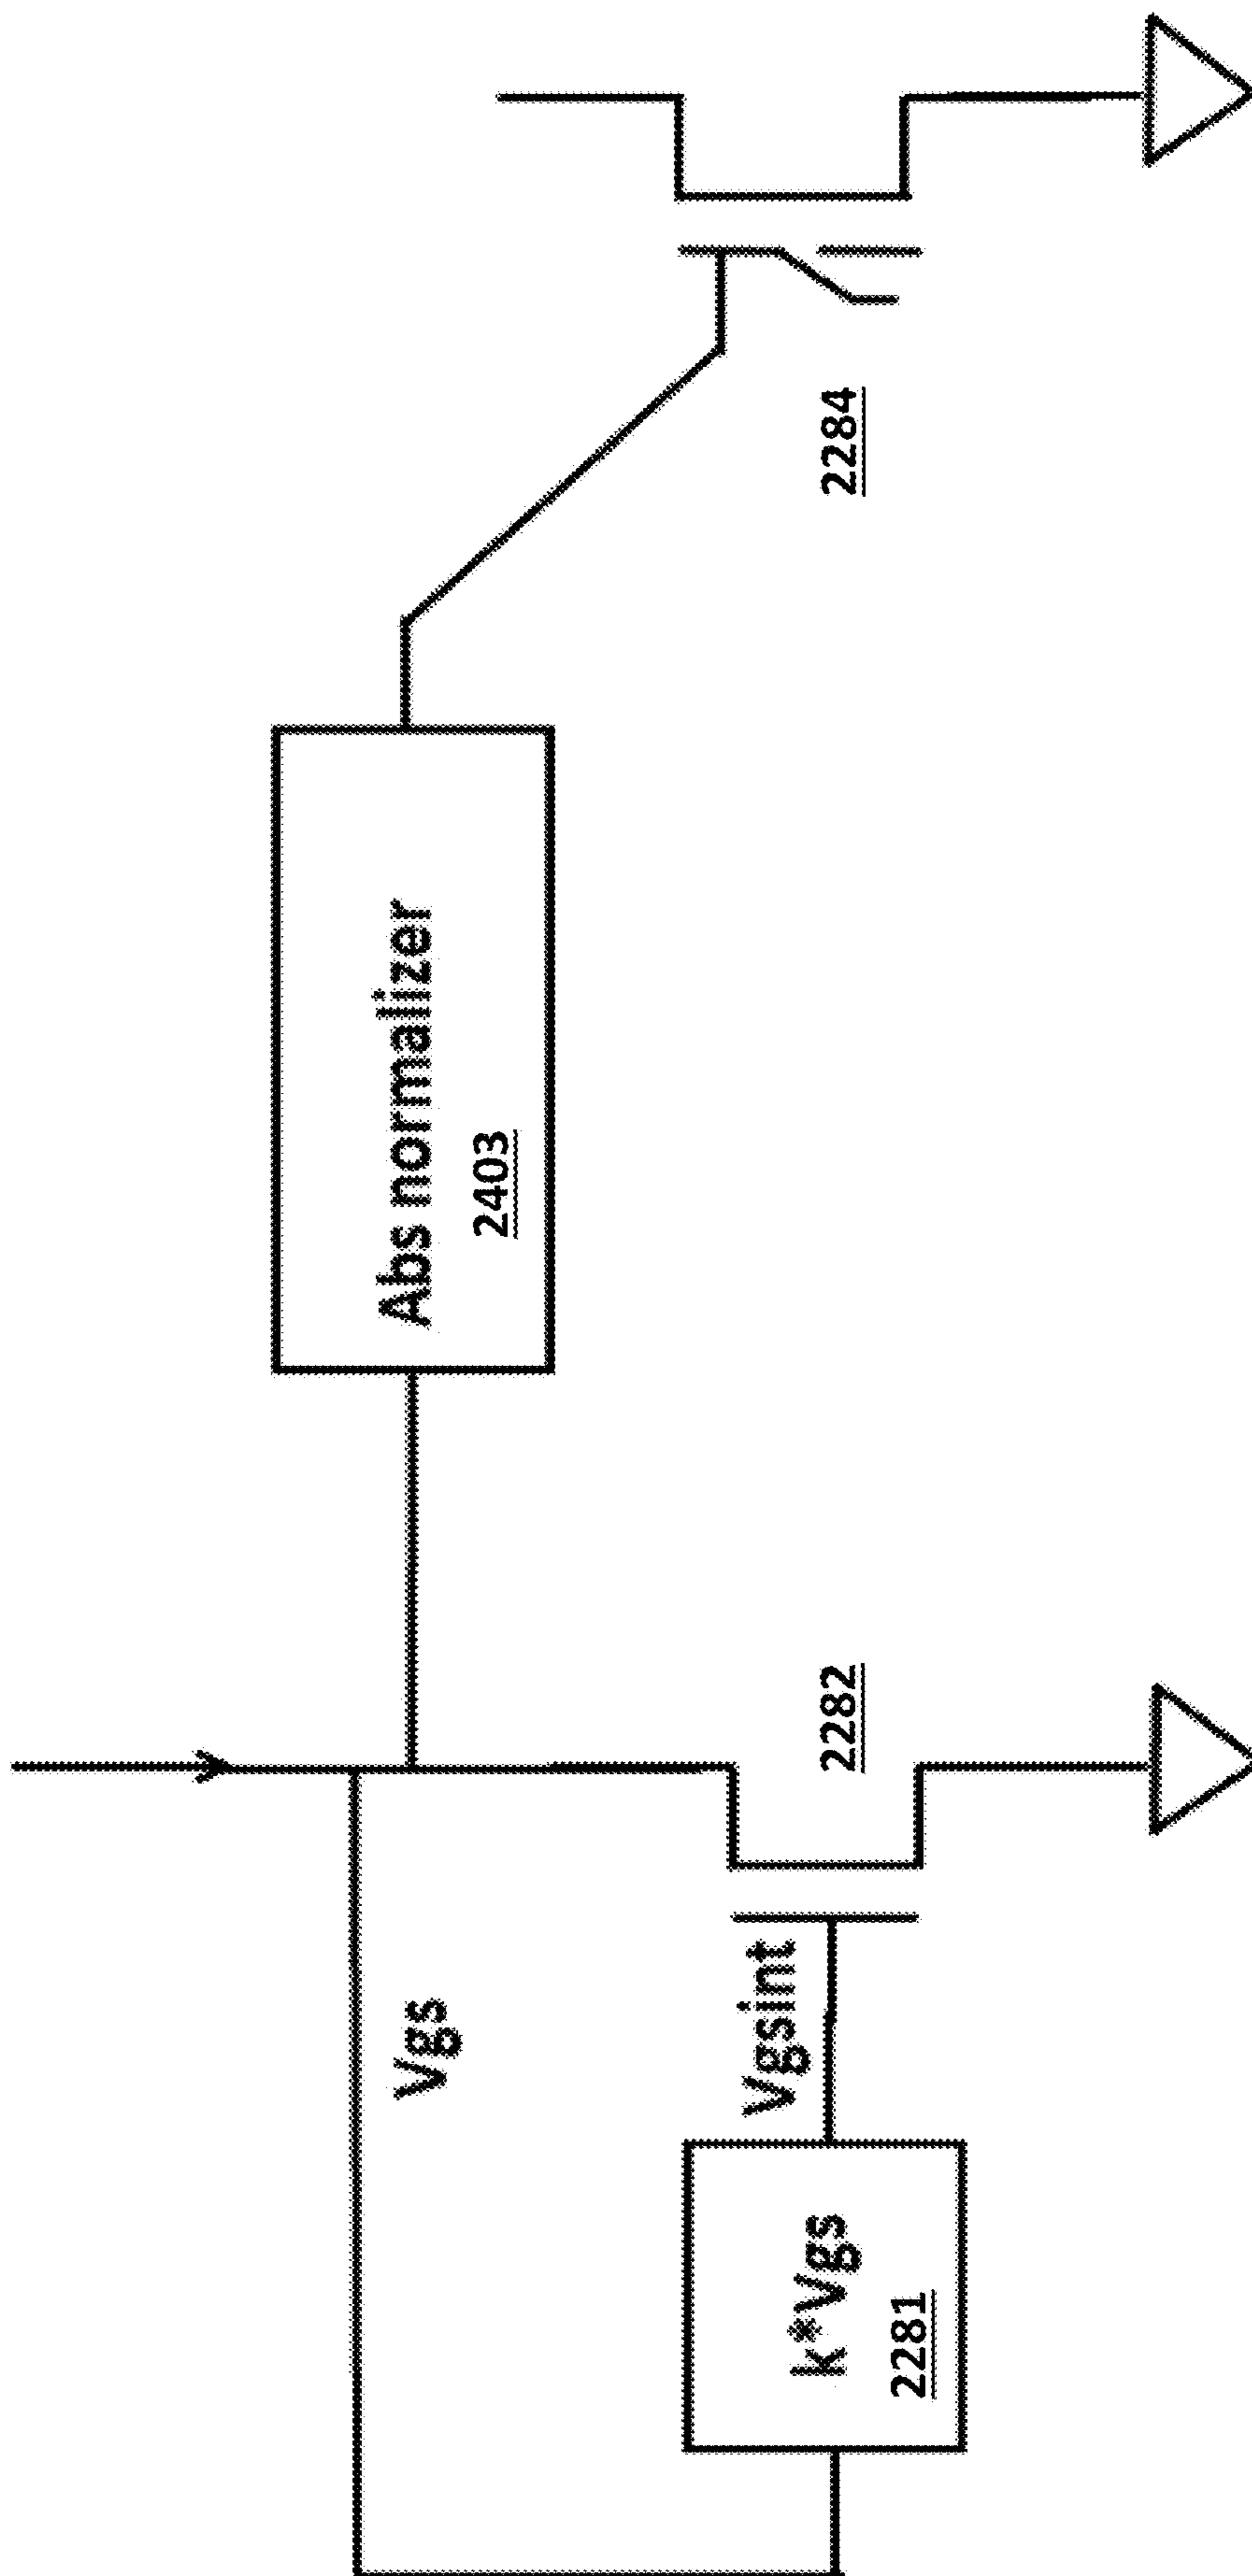 Vgs
k*Vgs
2281
Vgsint
2282
Abs normalizer
2403
2284